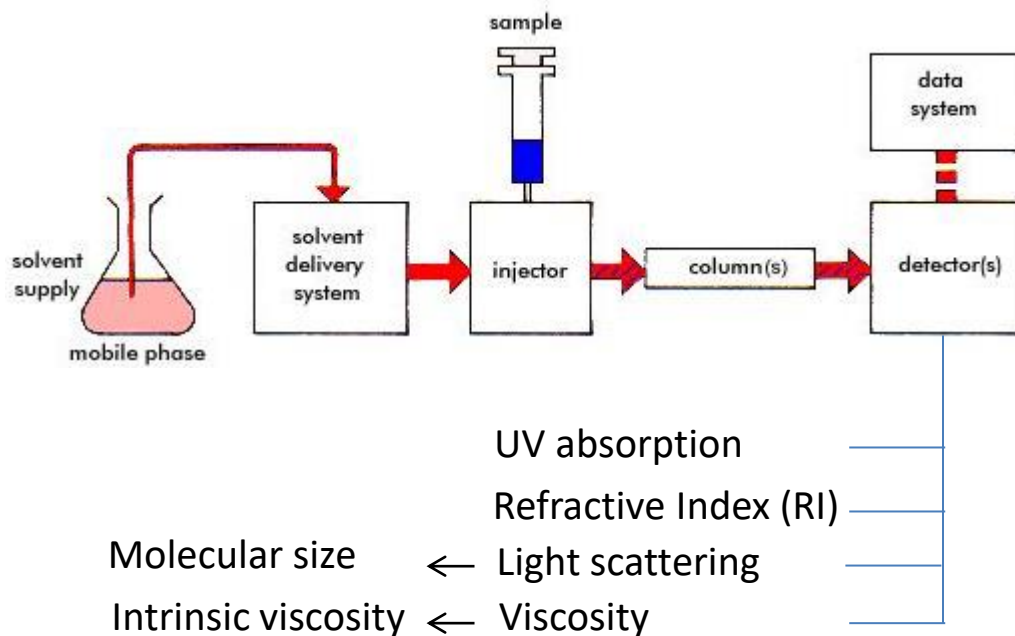 sample
data
system
solvent
supply
solvent
delivery
system
injector
column(s)
detector(s)
mobile phase
UV absorption
Refractive Index (RI)
Molecular size ← Light scattering
Intrinsic viscosity ← Viscosity